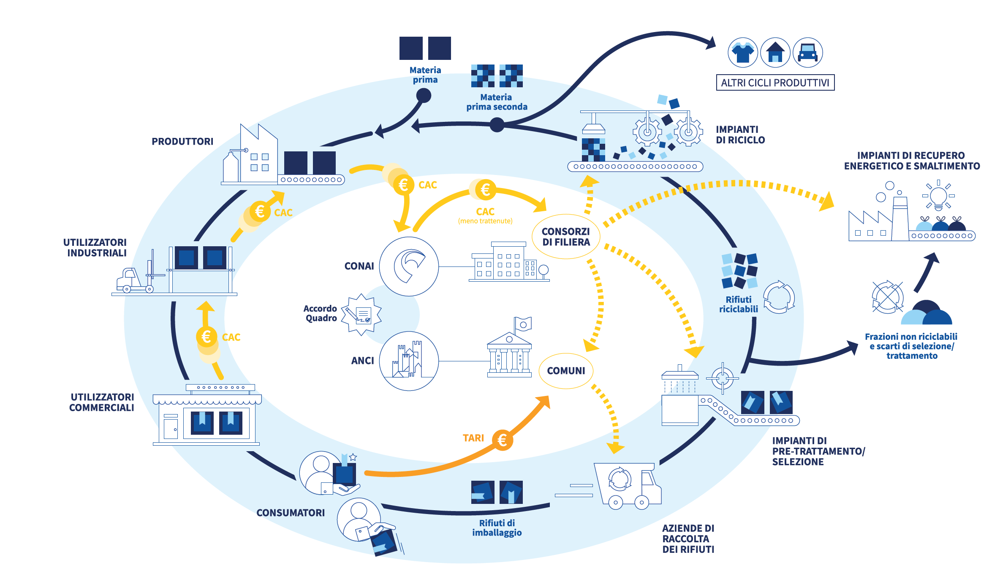 Materia
prima
Materia
prima seconda
ALTRI CICLI PRODUTTIVI
PRODUTTORI
IMPIANTI
DI RICICLO
IMPIANTI DI RECUPERO
ENERGETICO E SMALTIMENTO
€ CAC
€
CAC
(meno trattenute)
€ CAC
CONSORZI
DI FILIERA
UTILIZZATORI
INDUSTRIALI
CONAI
Accordo
Quadro
Rifiuti
riciclabili
€ CAC
Frazioni non riciclabili
e scarti di selezione/
trattamento
ANCI
COMUNI
UTILIZZATORI
COMMERCIALI
TARI €
IMPIANTI DI
PRE-TRATTAMENTO/
SELEZIONE
CONSUMATORI
Rifiuti di
imballaggio
AZIENDE DI
RACCOLTA
DEI RIFIUTI